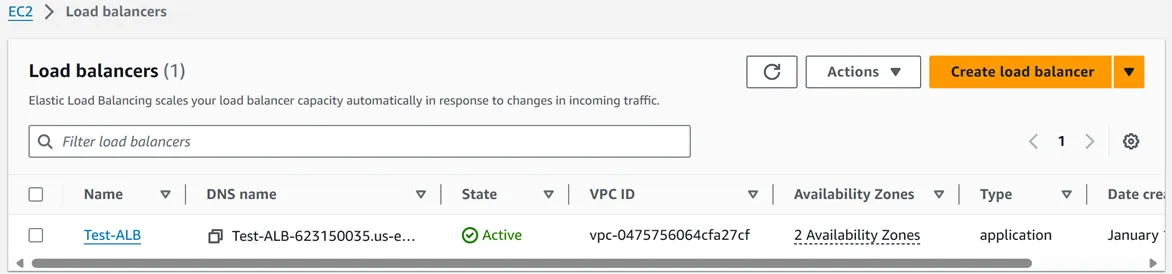 EC2 > Load balancers
Load balancers (1)
Actions
Create load balancer
Elastic Load Balancing scales your load balancer capacity automatically in response to changes in incoming traffic.
Filter load balancers
1
Name DNS name State VPC ID Availability Zones Type Date crea
Test-ALB Test-ALB-623150035.us-e... Active vpc-0475756064cfa27cf 2 Availability Zones application January